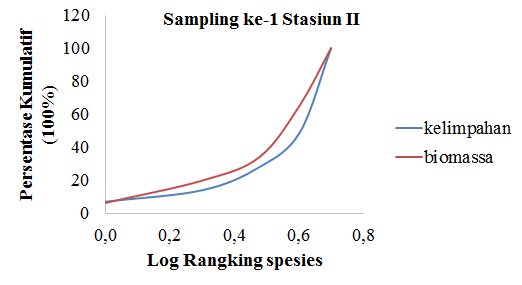 Sampling ke-1 Stasiun II
Persentase Kumulatif
(100%)
120
100
80
60
40
20
0
0,0
0,2
0,4
0,6
0,8
Log Rangking spesies
kelimpahan
biomassa